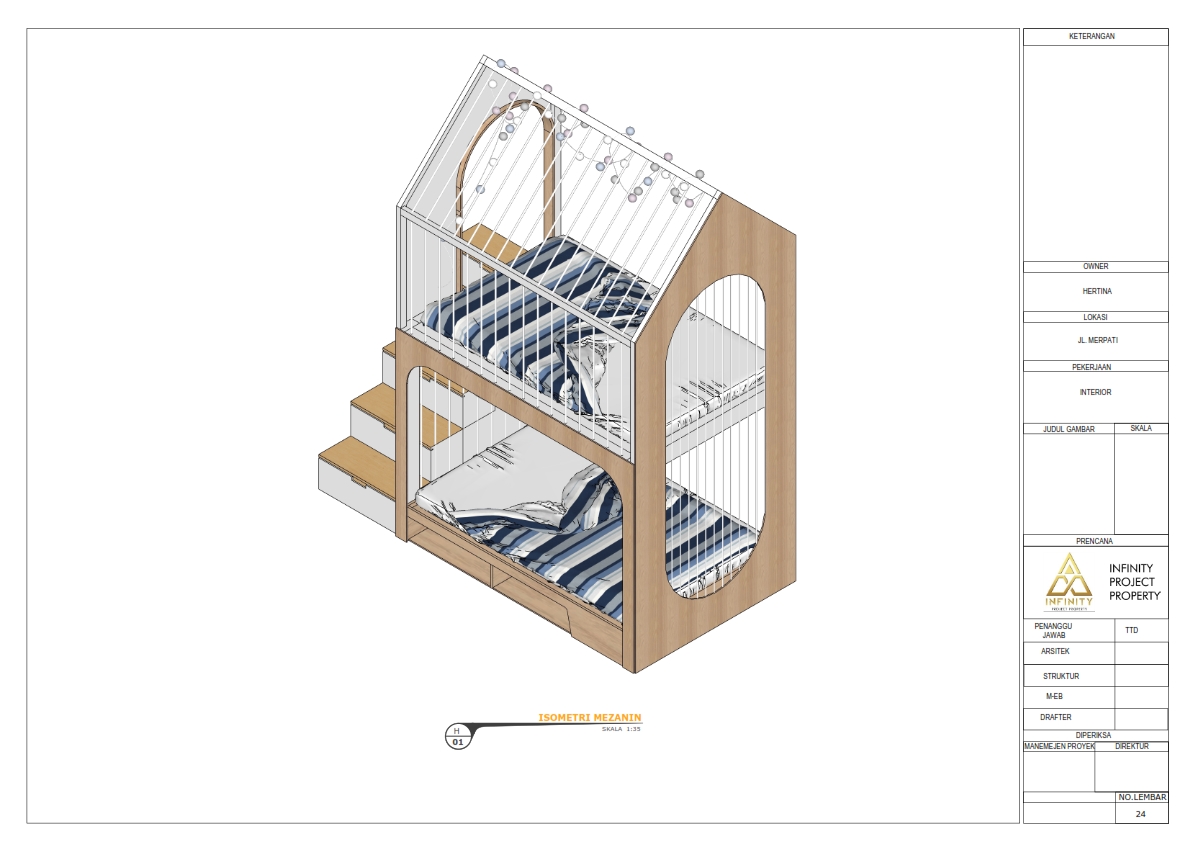 KETERANGAN
OWNER
HERTINA
LOKASI
JL. MERPATI
PEKERJAAN
INTERIOR
JUDUL GAMBAR
SKALA
PRENCANA
INFINITY
PROJECT PROPERTY
INFINITY
PROJECT
PROPERTY
PENANGGU
JAWAB
TTD
ARSITEK
STRUKTUR
M-EB
DRAFTER
DIPERIKSA
MANEMEJEN PROYEK
DIREKTUR
NO.LEMBAR
24
ISOMETRI MEZANIN
SKALA 1:35
H
01